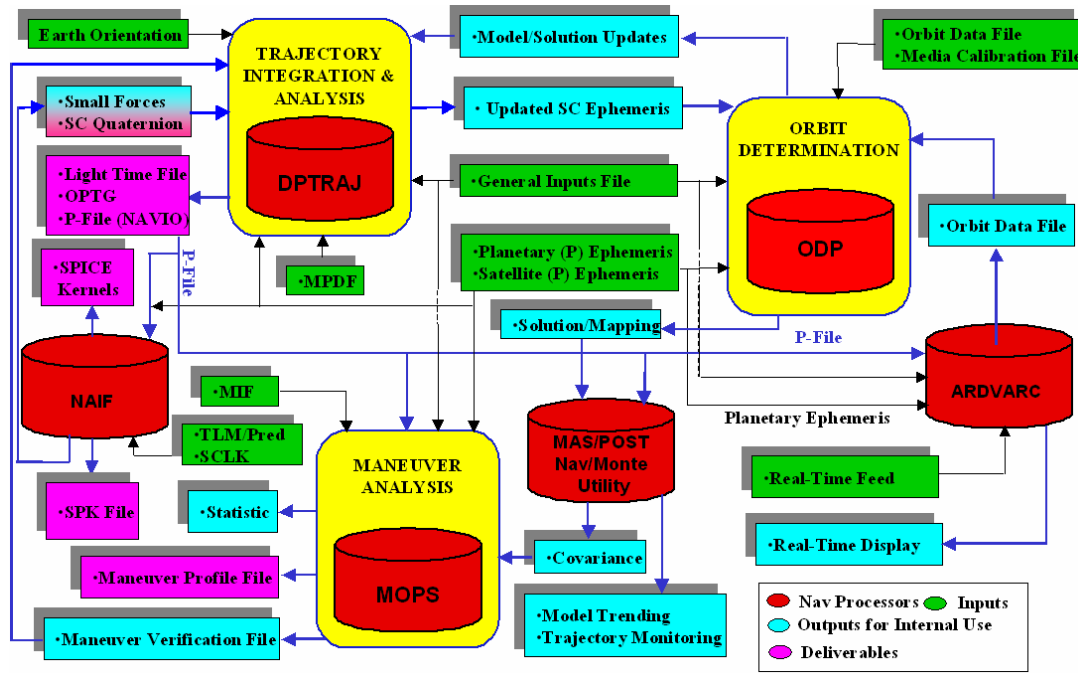 Earth Orientation
TRAJECTORY
INTEGRATION &
ANALYSIS
DPTRAJ
·Model/Solution Updates
·Orbit Data File
·Media Calibration File
·Small Forces
·SC Quaternion
· Updated SC Ephemeris
ORBIT
DETERMINATION
ODP
·Light Time File
·OPTG
·P-File (NAVIO)
·General Inputs File
·Orbit Data File
P-File
·SPICE
Kernels
·MPDF
·Planetary (P) Ephemeris
·Satellite (P) Ephemeris
·Solution/Mapping
P-File
NAIF
·MIF
ARDVARC
Planetary Ephemeris
·TLM/Pred
SCLK
MANEUVER
ANALYSIS
MOPS
MAS/POST
Nav/Monte
Utility
·Real-Time Feed
·SPK File
·Statistic
·Real-Time Display
·Covariance
·Maneuver Profile File
·Model Trending
·Trajectory Monitoring
·Maneuver Verification File
Nav Processors
Inputs
Outputs for Internal Use
Deliverables